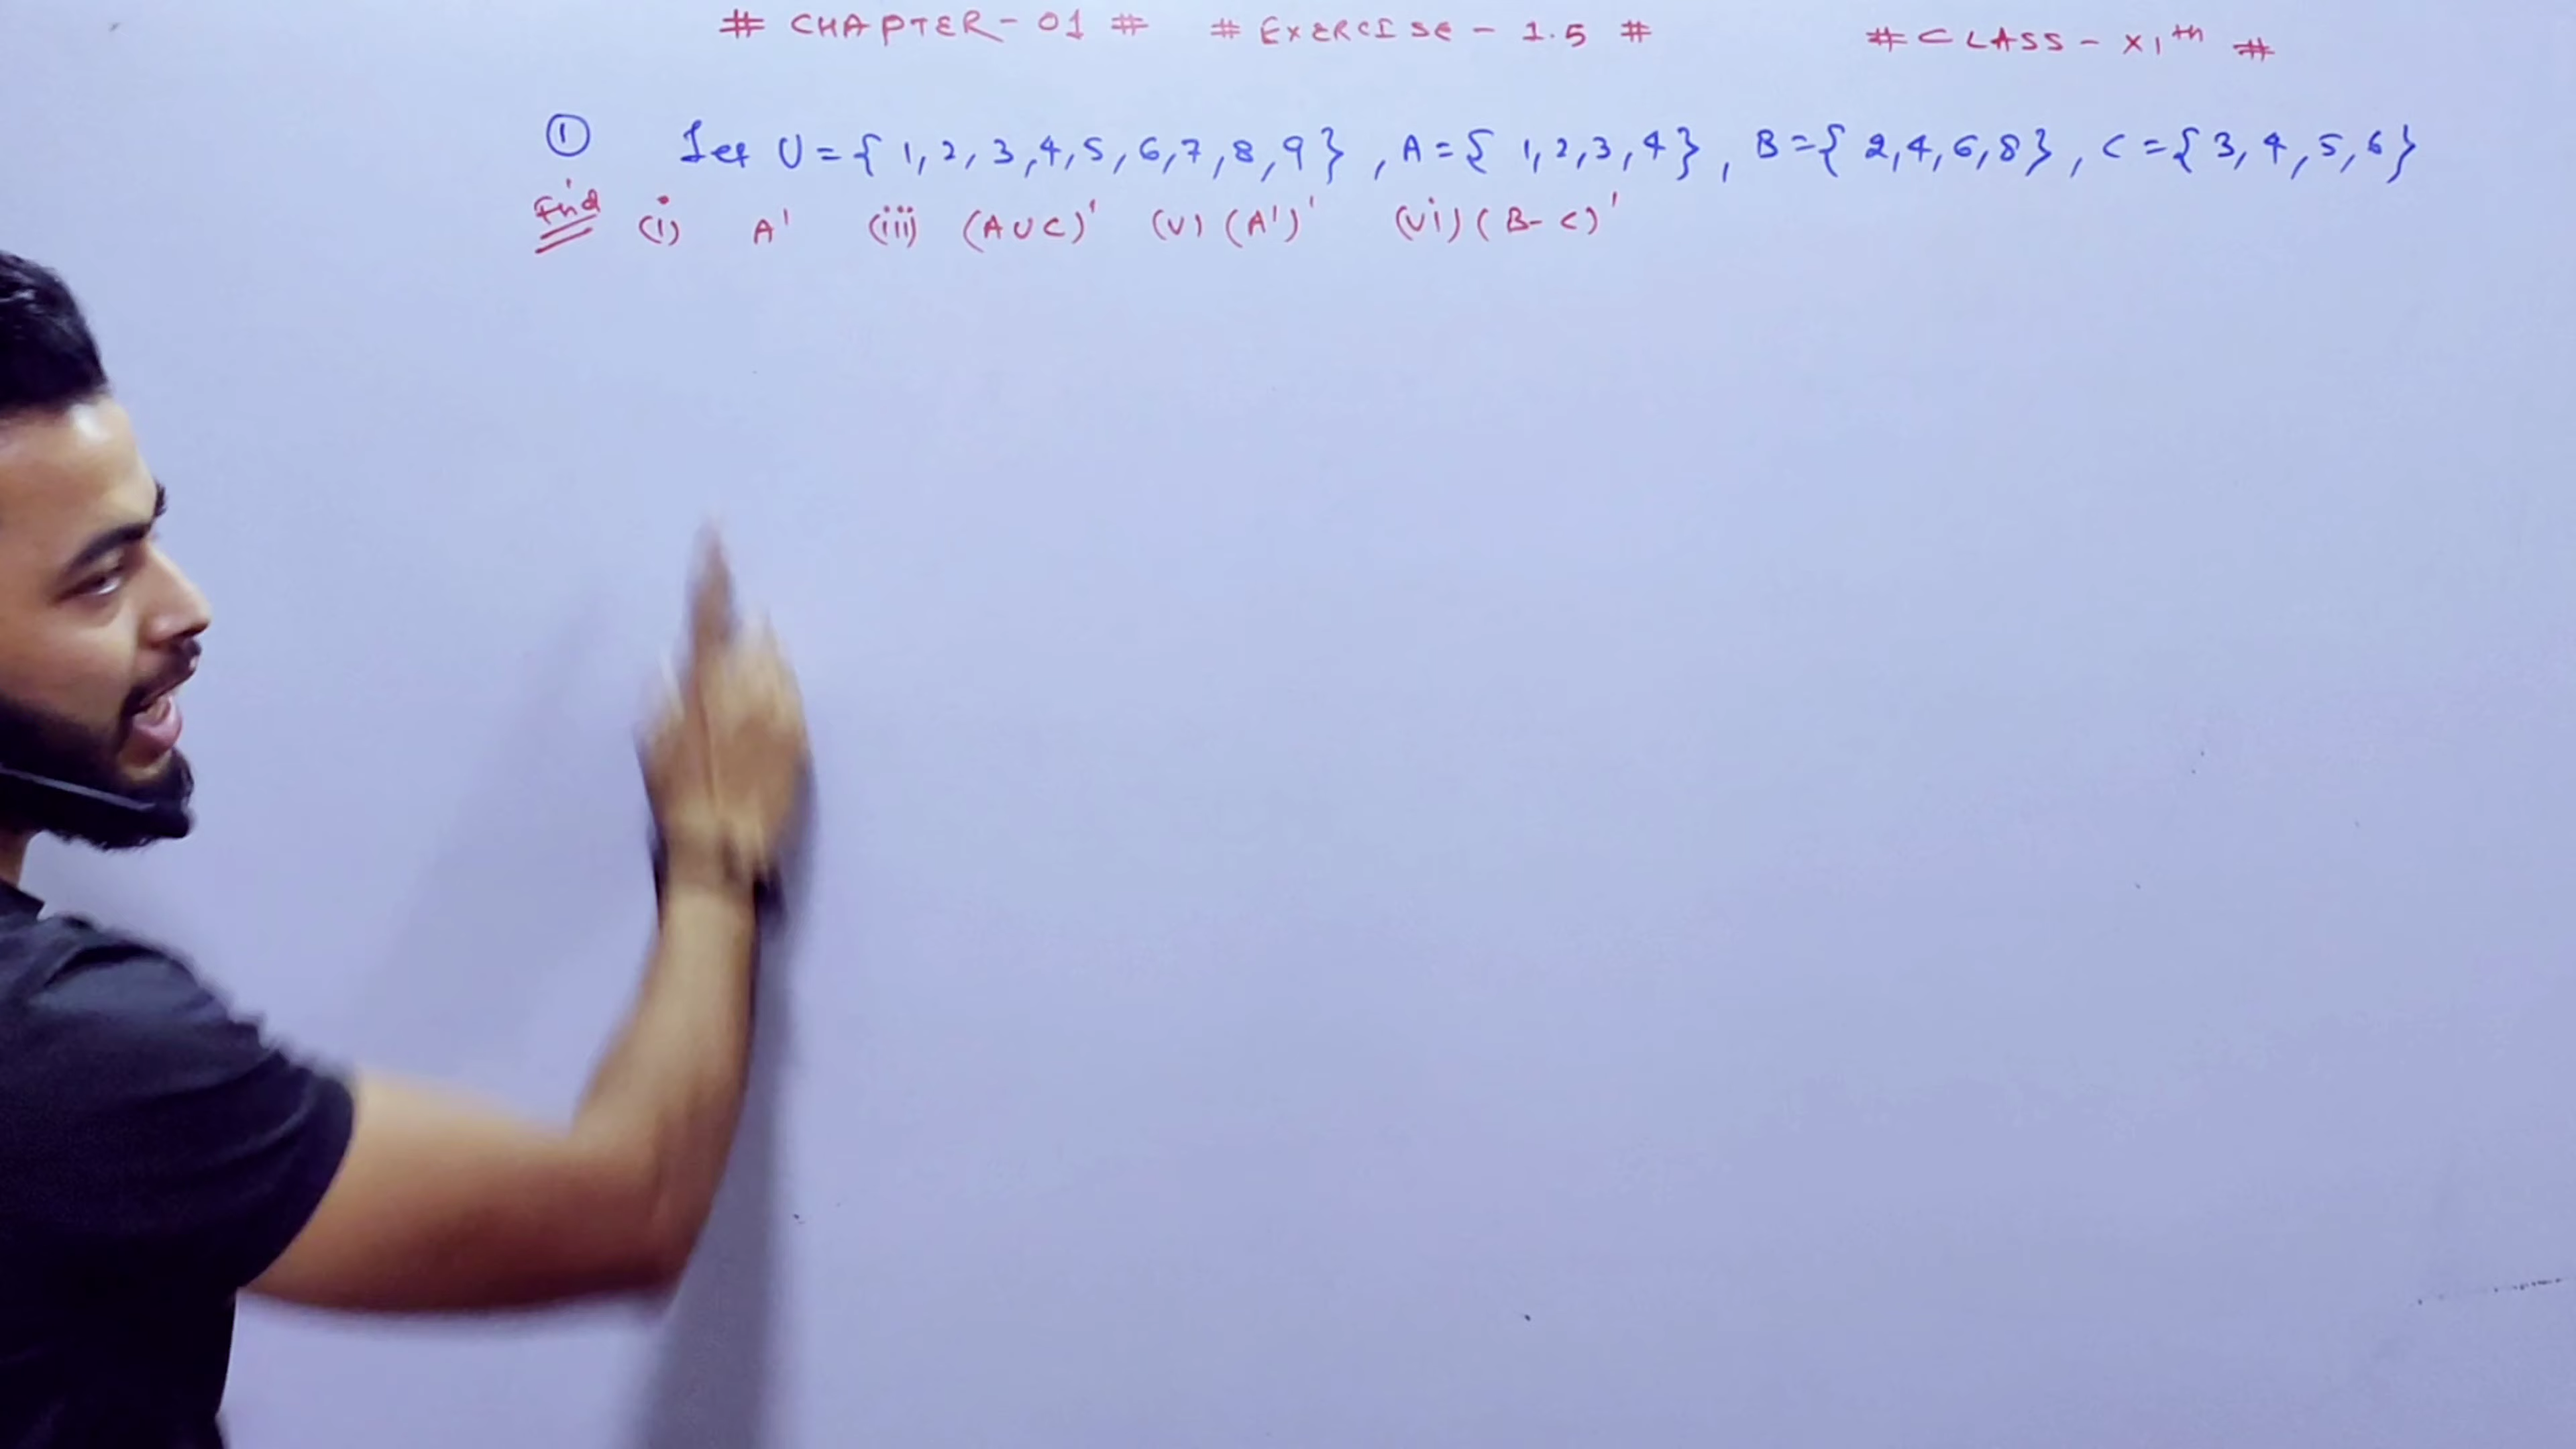 # CHAPTER - 01 # # EXERCISE - 1.5 # # CLASS - XIth #
① Let U = { 1, 2, 3, 4, 5, 6, 7, 8, 9 } , A = { 1, 2, 3, 4 } , B = { 2, 4, 6, 8 } , C = { 3, 4, 5, 6 }
Find (i) A' (iii) (A ∪ C)' (v) (A')' (vi) ( B - C )'